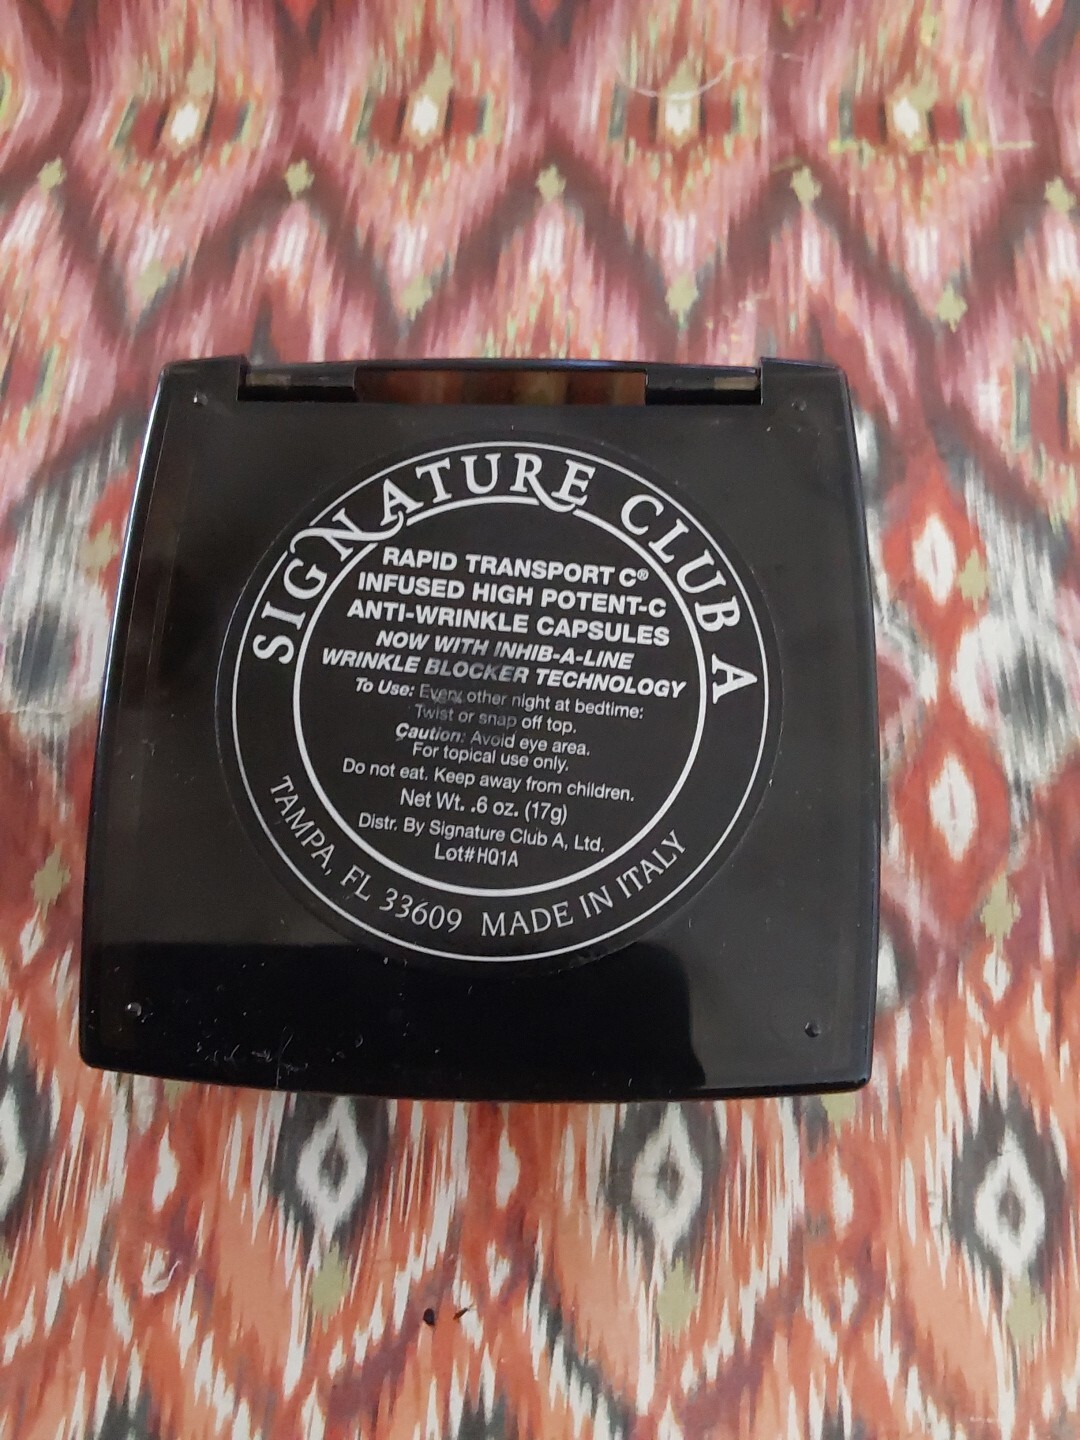 SIGNATURE CLUB A
RAPID TRANSPORT C®
INFUSED HIGH POTENT-C
ANTI-WRINKLE CAPSULES
NOW WITH INHIB-A-LINE
WRINKLE BLOCKER TECHNOLOGY
To Use: Every other night at bedtime:
Twist or snap off top.
Caution: Avoid eye area.
For topical use only.
Do not eat. Keep away from children.
Net Wt. .6 oz. (17g)
Distr. By Signature Club A, Ltd.
Lot#HQ1A
TAMPA, FL 33609 MADE IN ITALY